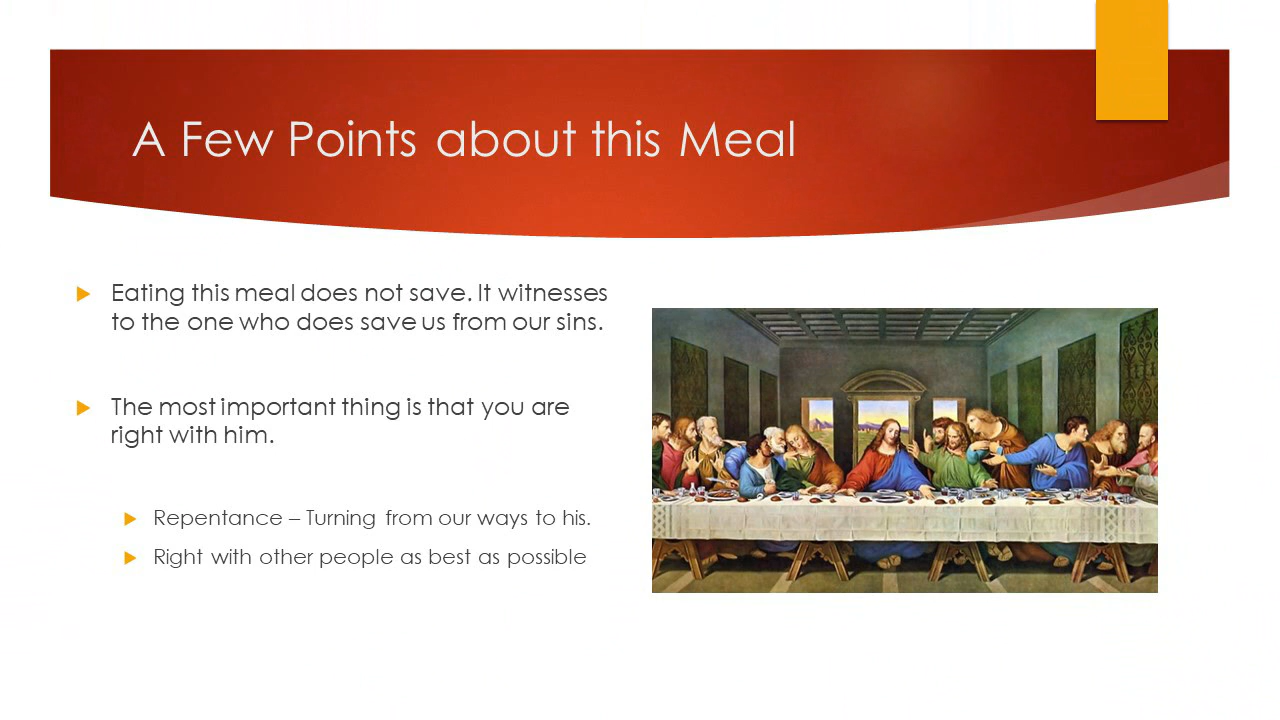 A Few Points about this Meal
Eating this meal does not save. It witnesses
to the one who does save us from our sins.
The most important thing is that you are
right with him.
Repentance – Turning from our ways to his.
Right with other people as best as possible